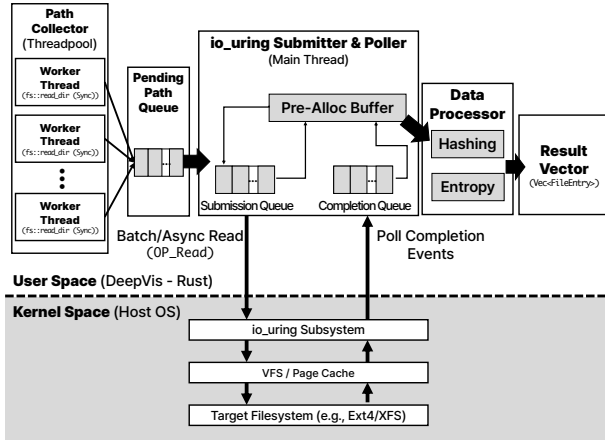 Path
Collector
(Threadpool)
Worker
Thread
(fs::read_dir (Sync))
Worker
Thread
(fs::read_dir (Sync))
Worker
Thread
(fs::read_dir (Sync))
Pending
Path
Queue
...
io_uring Submitter & Poller
(Main Thread)
Pre-Alloc Buffer
...
...
Submission Queue
Completion Queue
Data
Processor
Hashing
Entropy
Result
Vector
(Vec<FileEntry>)
Batch/Async Read
(OP_Read)
Poll Completion
Events
User Space (DeepVis - Rust)
Kernel Space (Host OS)
io_uring Subsystem
VFS / Page Cache
Target Filesystem (e.g., Ext4/XFS)